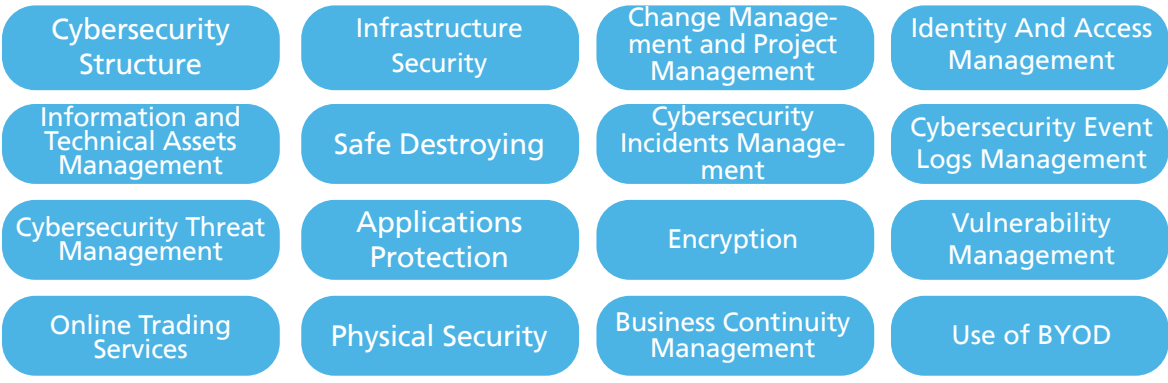 Cybersecurity
Structure
Infrastructure
Security
Change Manage-
ment and Project
Management
Identity And Access
Management
Information and
Technical Assets
Management
Safe Destroying
Cybersecurity
Incidents Manage-
ment
Cybersecurity Event
Logs Management
Cybersecurity Threat
Management
Applications
Protection
Encryption
Vulnerability
Management
Online Trading
Services
Physical Security
Business Continuity
Management
Use of BYOD